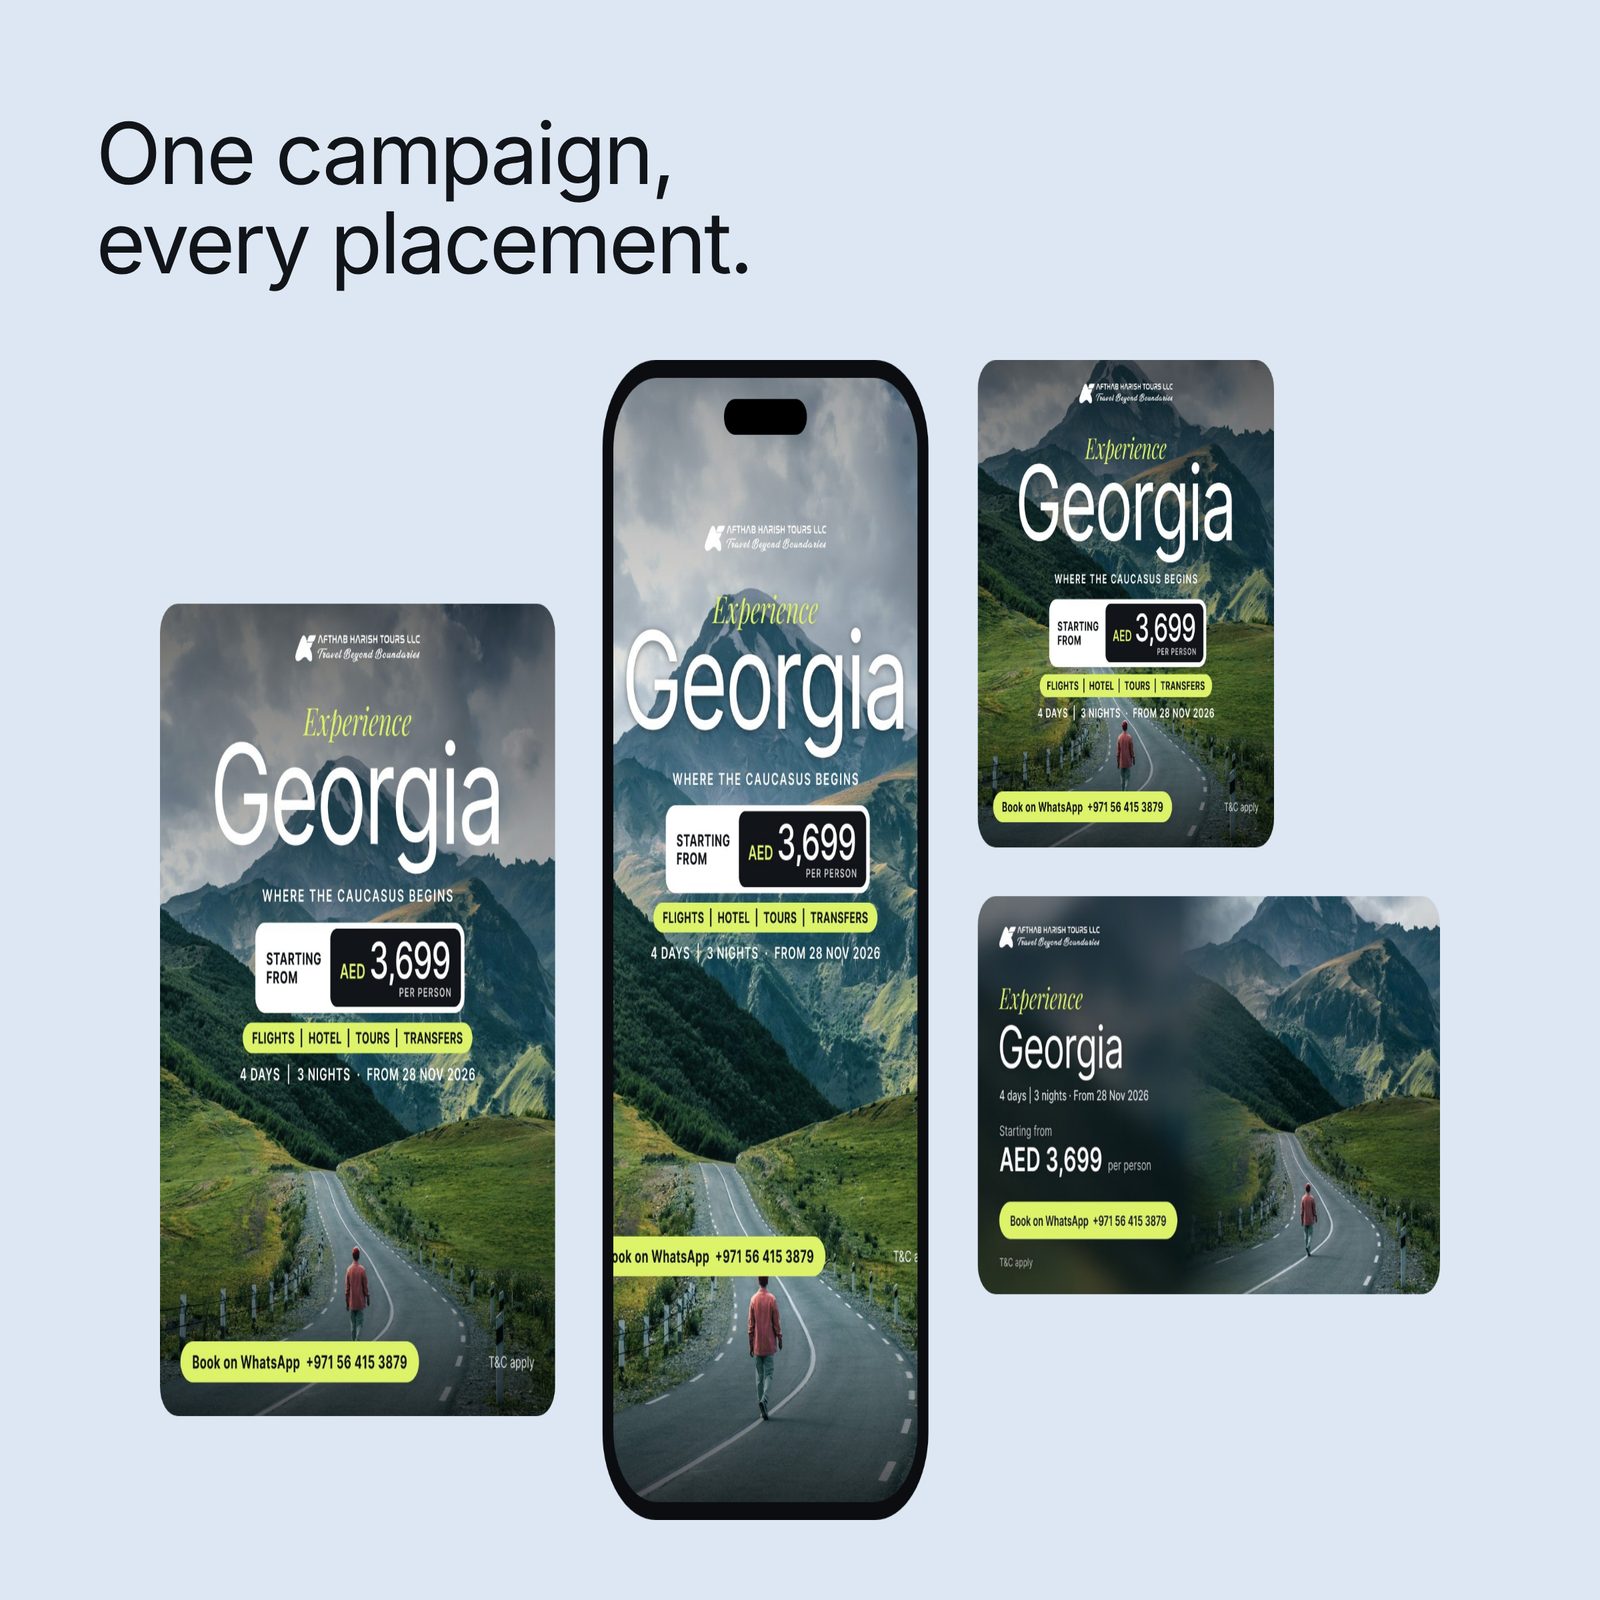 One campaign,
every placement.
AFTHAB HARISH TOURS LLC
Travel Beyond Boundaries
Experience
Georgia
WHERE THE CAUCASUS BEGINS
STARTING
FROM
AED 3,699
PER PERSON
FLIGHTS | HOTEL | TOURS | TRANSFERS
4 DAYS | 3 NIGHTS · FROM 28 NOV 2026
Book on WhatsApp +971 56 415 3879
T&C apply
AFTHAB HARISH TOURS LLC
Travel Beyond Boundaries
Experience
Georgia
WHERE THE CAUCASUS BEGINS
STARTING
FROM
AED 3,699
PER PERSON
FLIGHTS | HOTEL | TOURS | TRANSFERS
4 DAYS | 3 NIGHTS · FROM 28 NOV 2026
ook on WhatsApp +971 56 415 3879
T&C a
AFTHAB HARISH TOURS LLC
Travel Beyond Boundaries
Experience
Georgia
WHERE THE CAUCASUS BEGINS
STARTING
FROM
AED 3,699
PER PERSON
FLIGHTS | HOTEL | TOURS | TRANSFERS
4 DAYS | 3 NIGHTS · FROM 28 NOV 2026
Book on WhatsApp +971 56 415 3879
T&C apply
AFTHAB HARISH TOURS LLC
Travel Beyond Boundaries
Experience
Georgia
4 days | 3 nights · From 28 Nov 2026
Starting from
AED 3,699 per person
Book on WhatsApp +971 56 415 3879
T&C apply